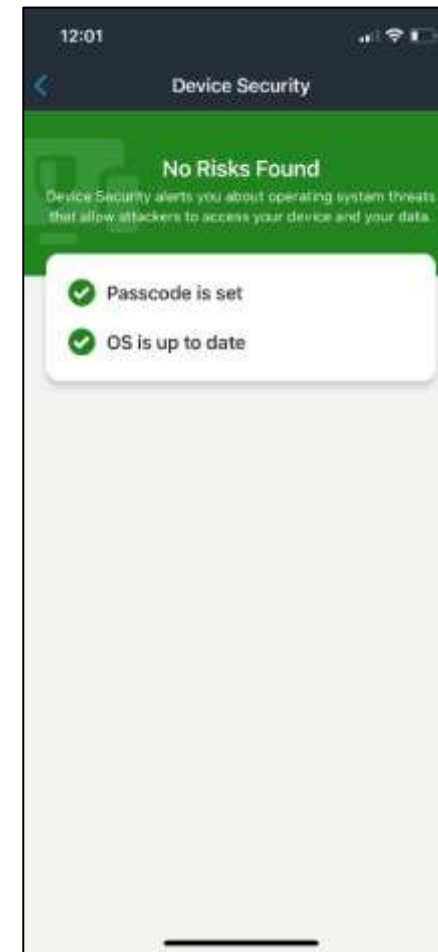 12:01
Device Security
No Risks Found
Device Security alerts you about operating system threats
that allow attackers to access your device and your data.
Passcode is set
OS is up to date